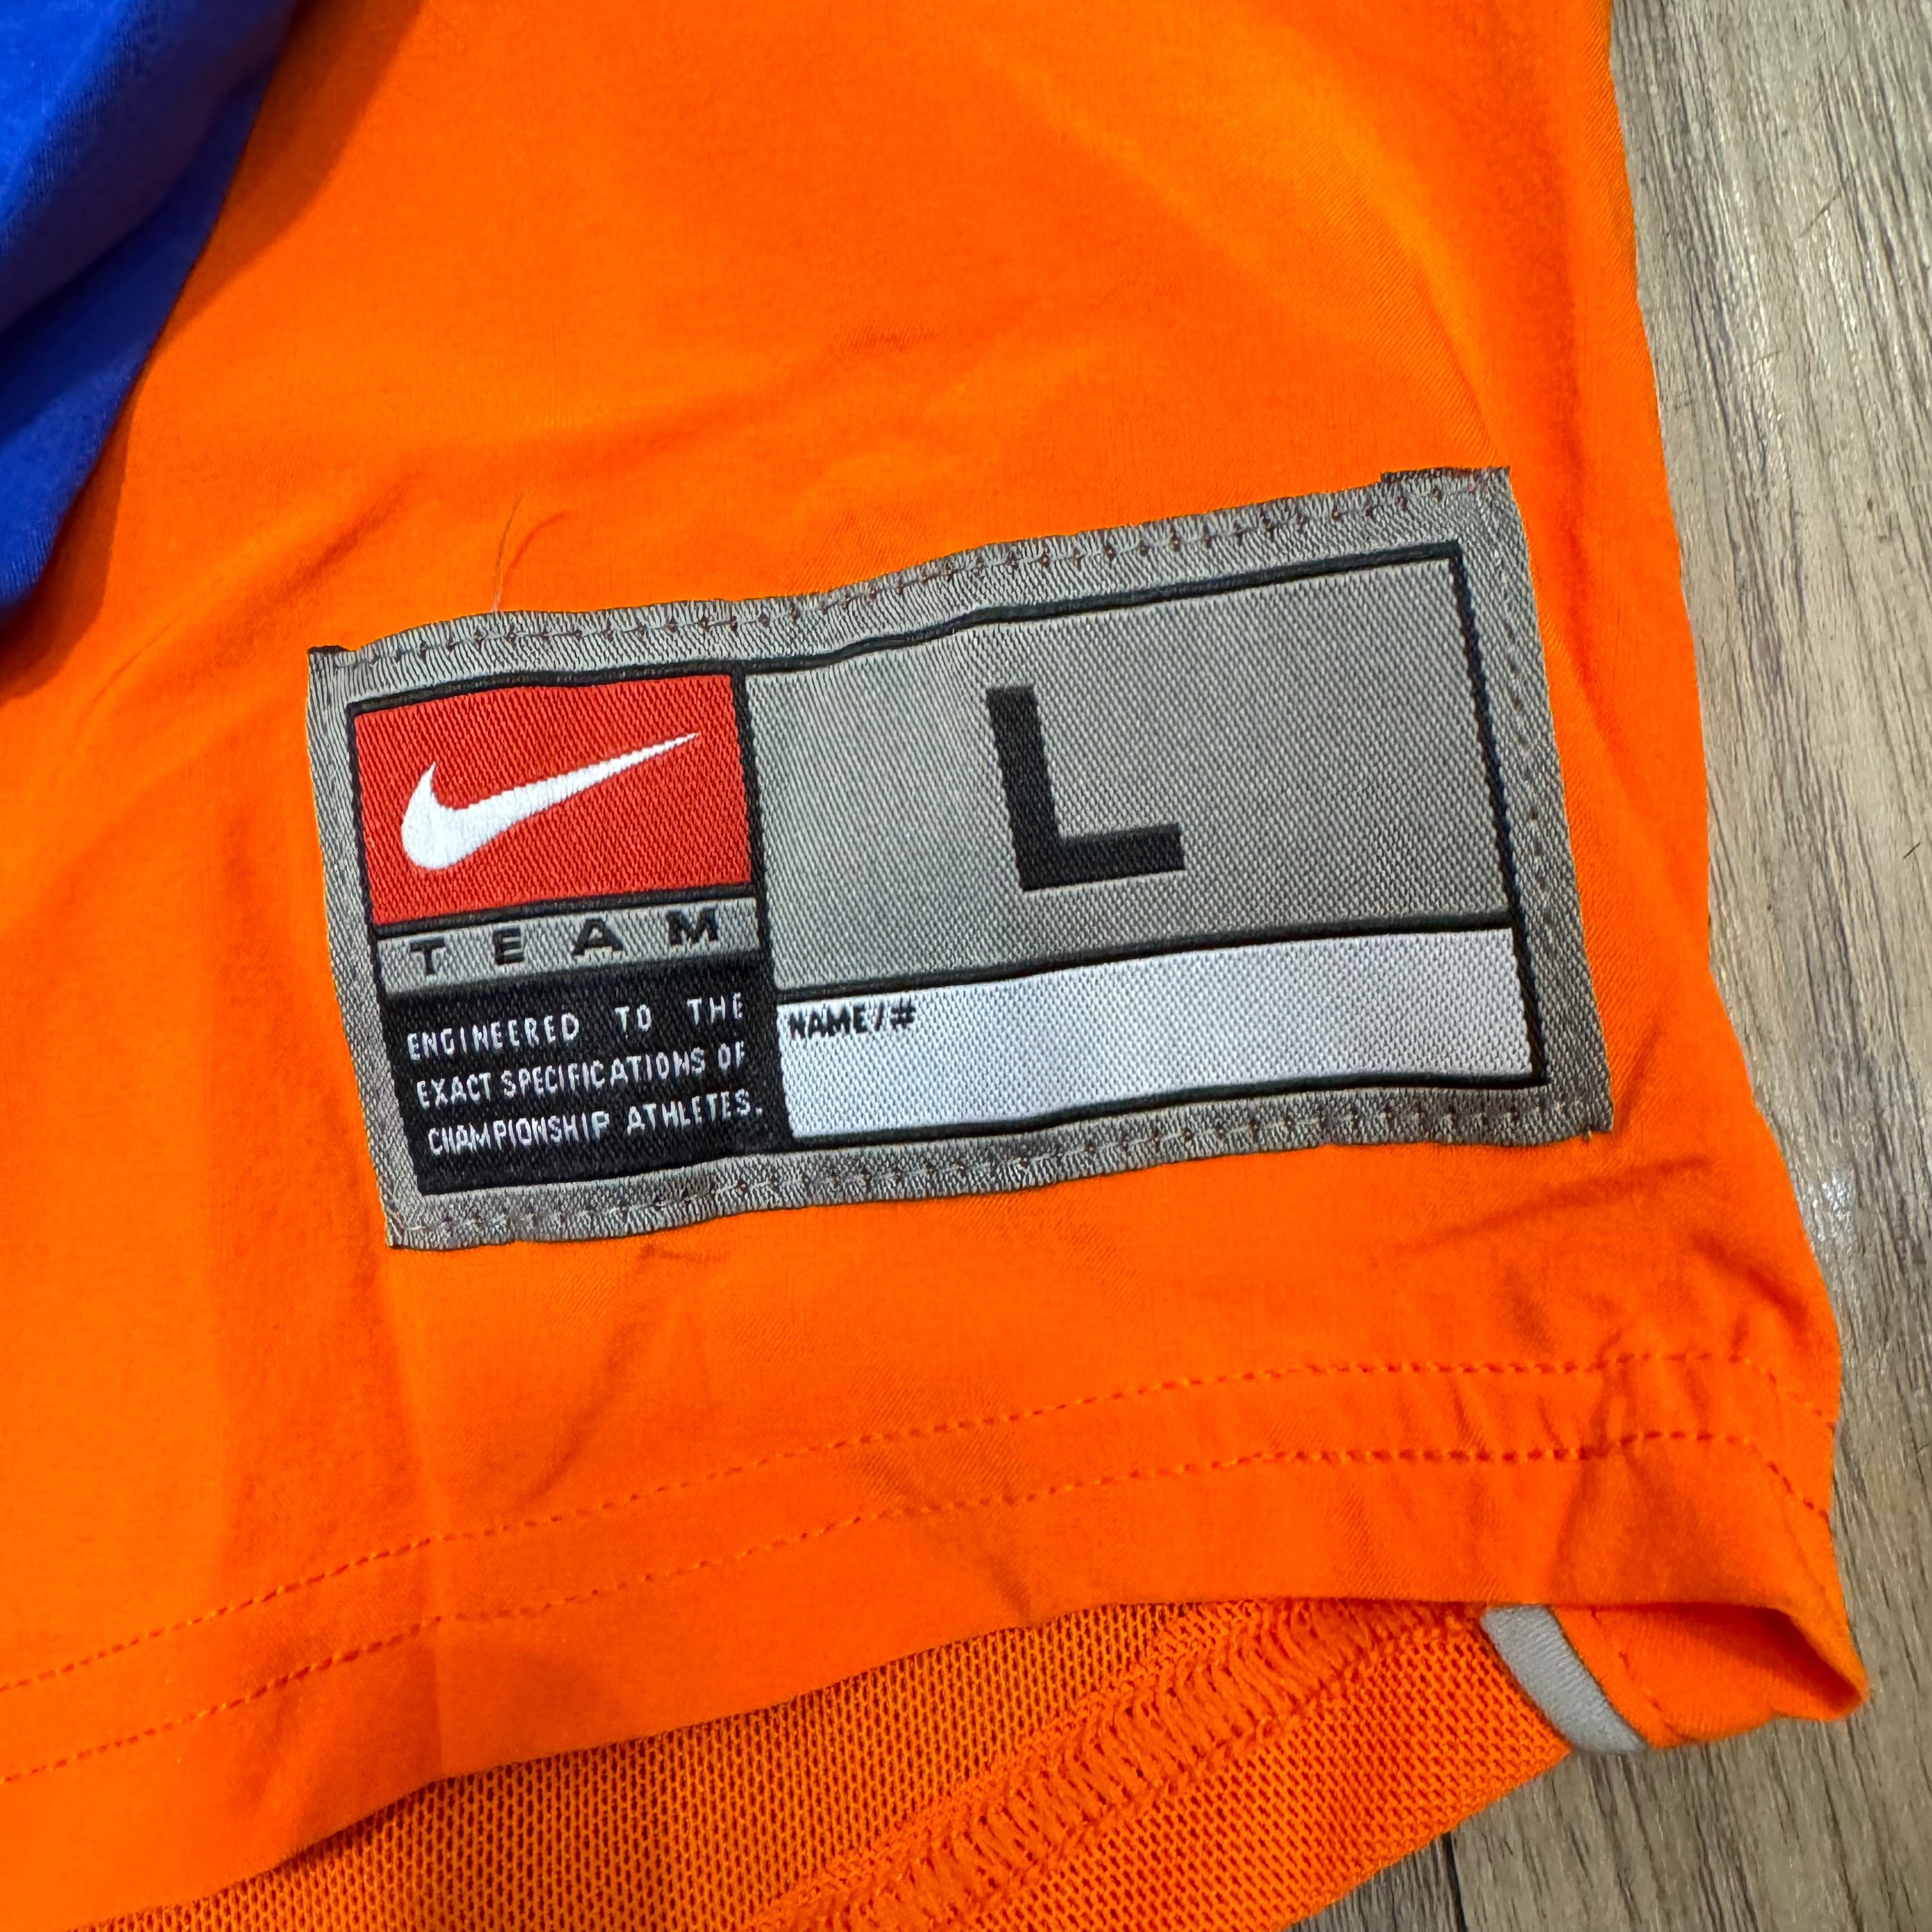 L
TEAM
ENGINEERED TO THE
EXACT SPECIFICATIONS OF
CHAMPIONSHIP ATHLETES.
NAME/#